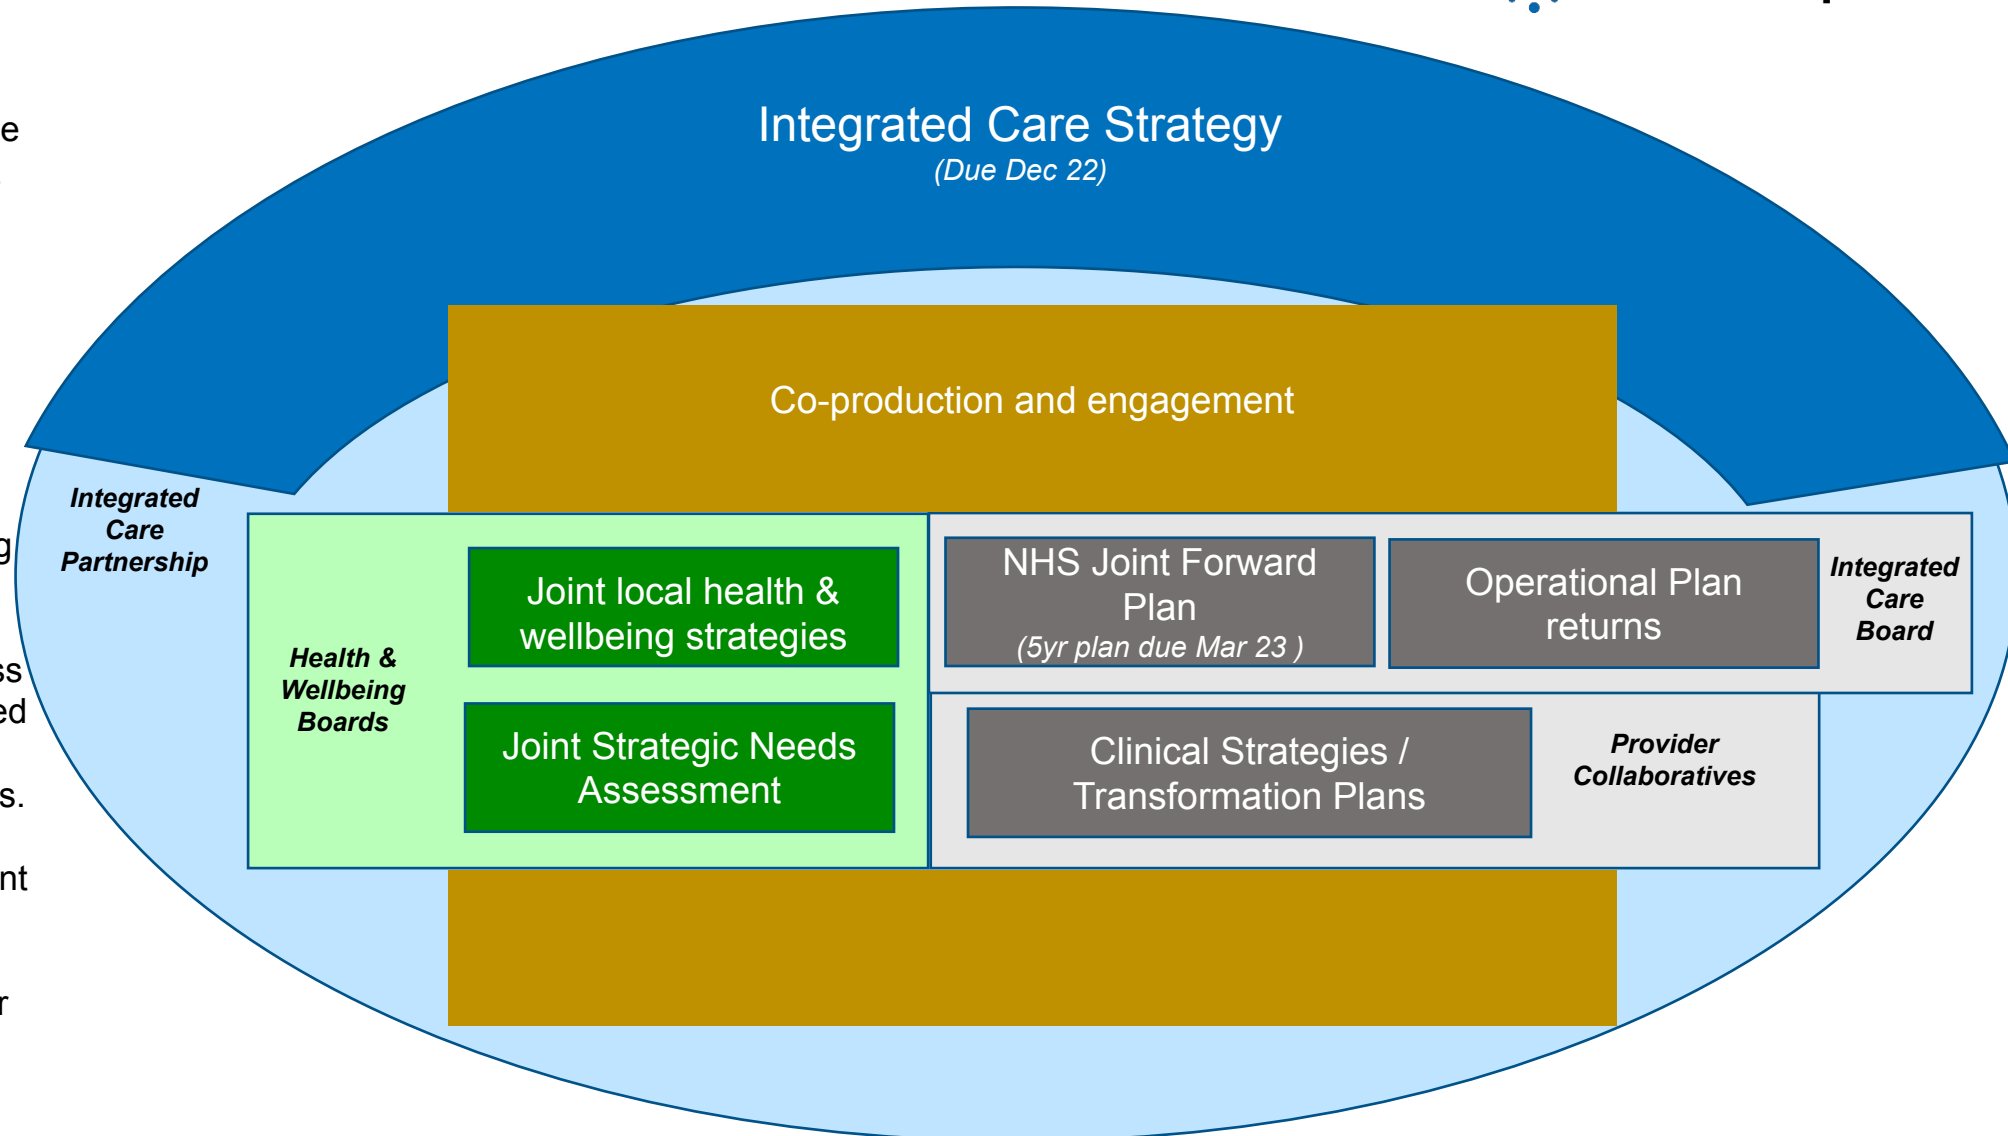 Integrated Care Strategy
(Due Dec 22)
Co-production and engagement
Integrated
Care
Partnership
Health &
Wellbeing
Boards
Joint local health &
wellbeing strategies
Joint Strategic Needs
Assessment
NHS Joint Forward
Plan
(5yr plan due Mar 23 )
Operational Plan
returns
Integrated
Care
Board
Clinical Strategies /
Transformation Plans
Provider
Collaboratives